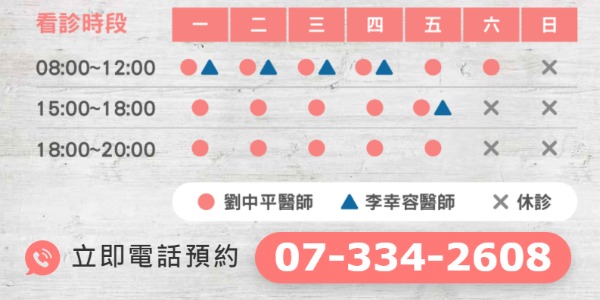 看診時段 一 二 三 四 五 六 日
08:00~12:00
15:00~18:00
18:00~20:00
劉中平醫師 李幸容醫師 休診
立即電話預約 07-334-2608